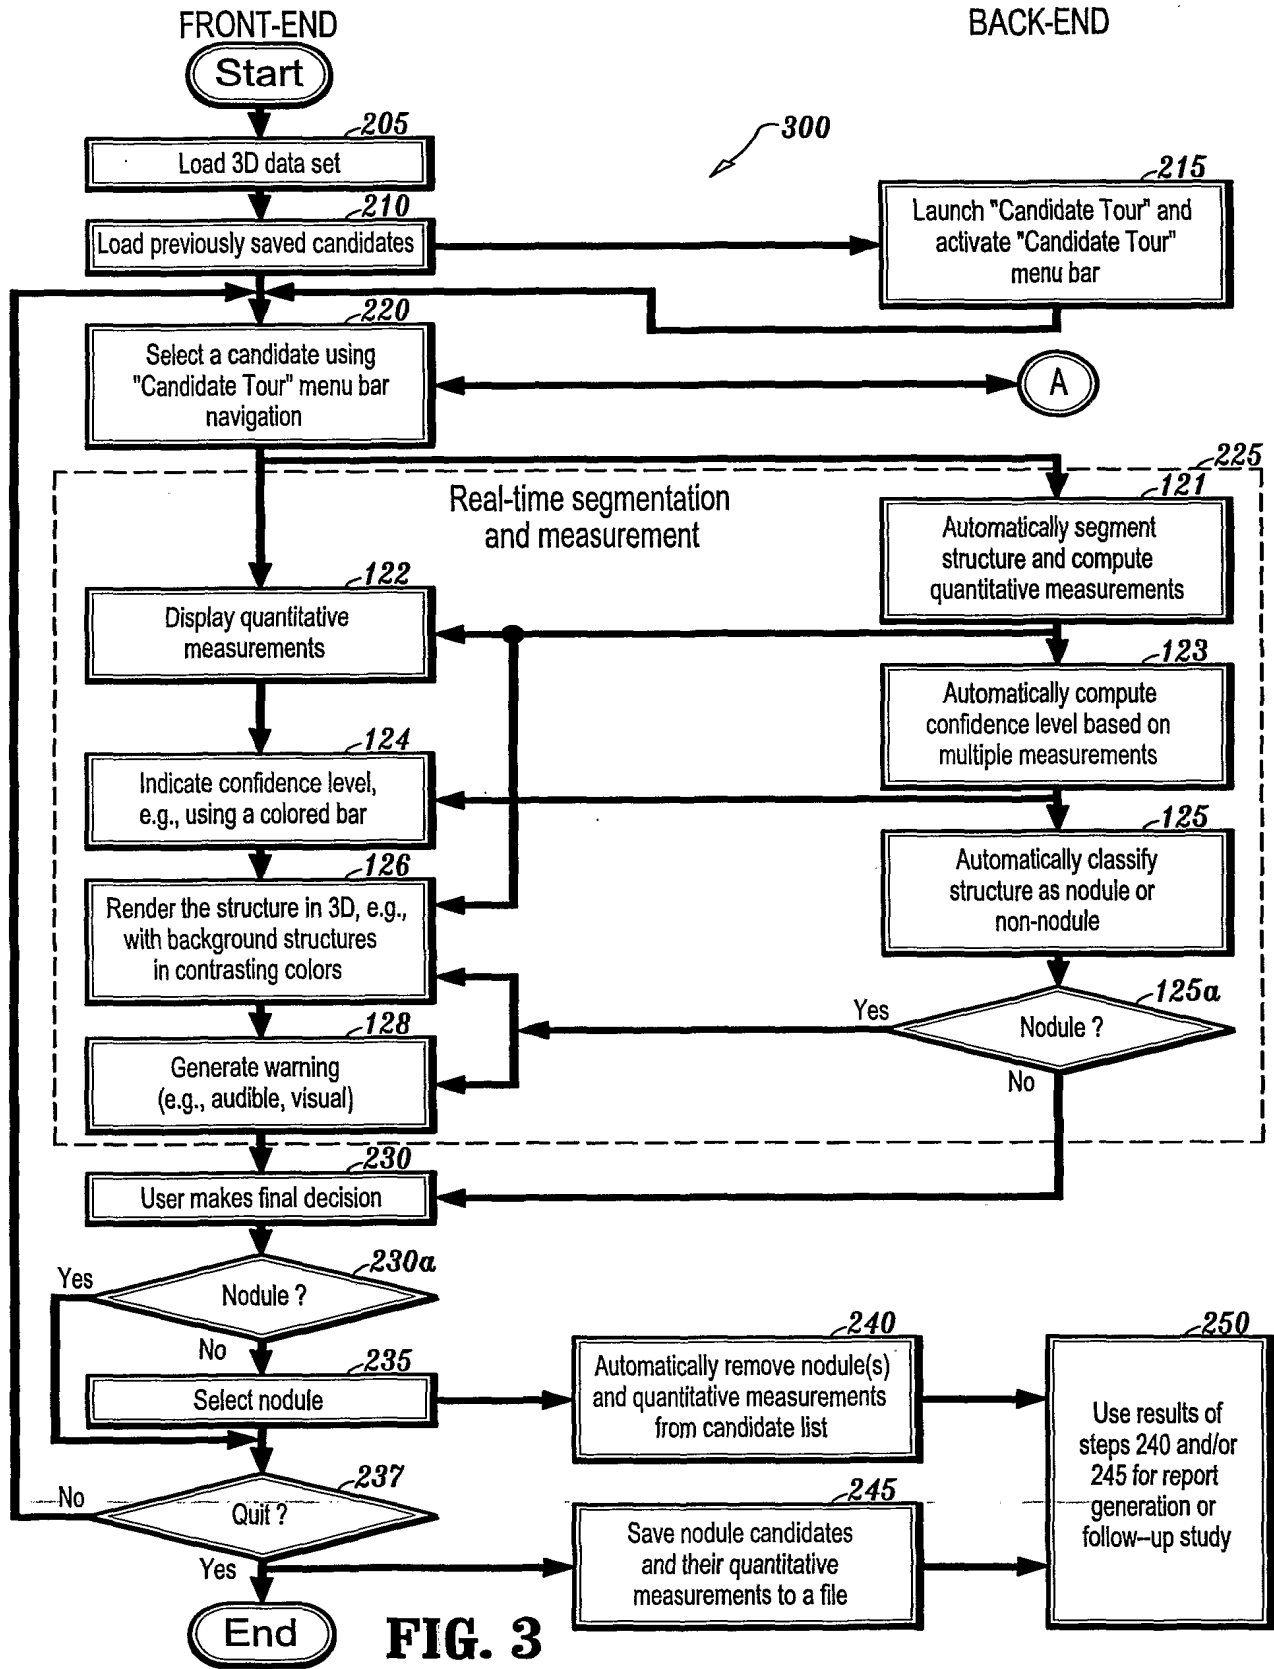 FRONT-END
BACK-END
Start
300
205
Load 3D data set
210
Load previously saved candidates
215
Launch "Candidate Tour" and
activate "Candidate Tour"
menu bar
220
Select a candidate using
"Candidate Tour" menu bar
navigation
A
225
Real-time segmentation
and measurement
121
Automatically segment
structure and compute
quantitative measurements
122
Display quantitative
measurements
123
Automatically compute
confidence level based on
multiple measurements
124
Indicate confidence level,
e.g., using a colored bar
125
Automatically classify
structure as nodule or
non-nodule
126
Render the structure in 3D, e.g.,
with background structures
in contrasting colors
125a
Nodule ?
Yes
No
128
Generate warning
(e.g., audible, visual)
230
User makes final decision
230a
Nodule ?
Yes
No
235
Select nodule
240
Automatically remove nodule(s)
and quantitative measurements
from candidate list
250
Use results of
steps 240 and/or
245 for report
generation or
follow--up study
237
Quit ?
No
Yes
245
Save nodule candidates
and their quantitative
measurements to a file
End
FIG. 3